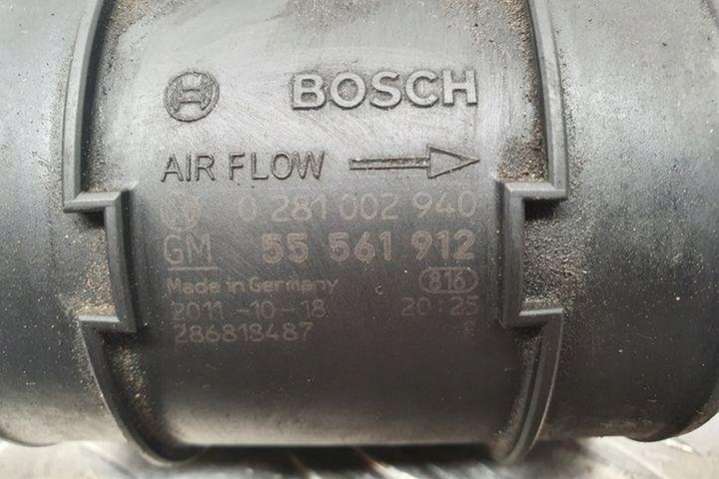 BOSCH
AIR FLOW
0 281 002 940
GM 55 561 912
Made in Germany 816
2011-10-18 20:25
286818487